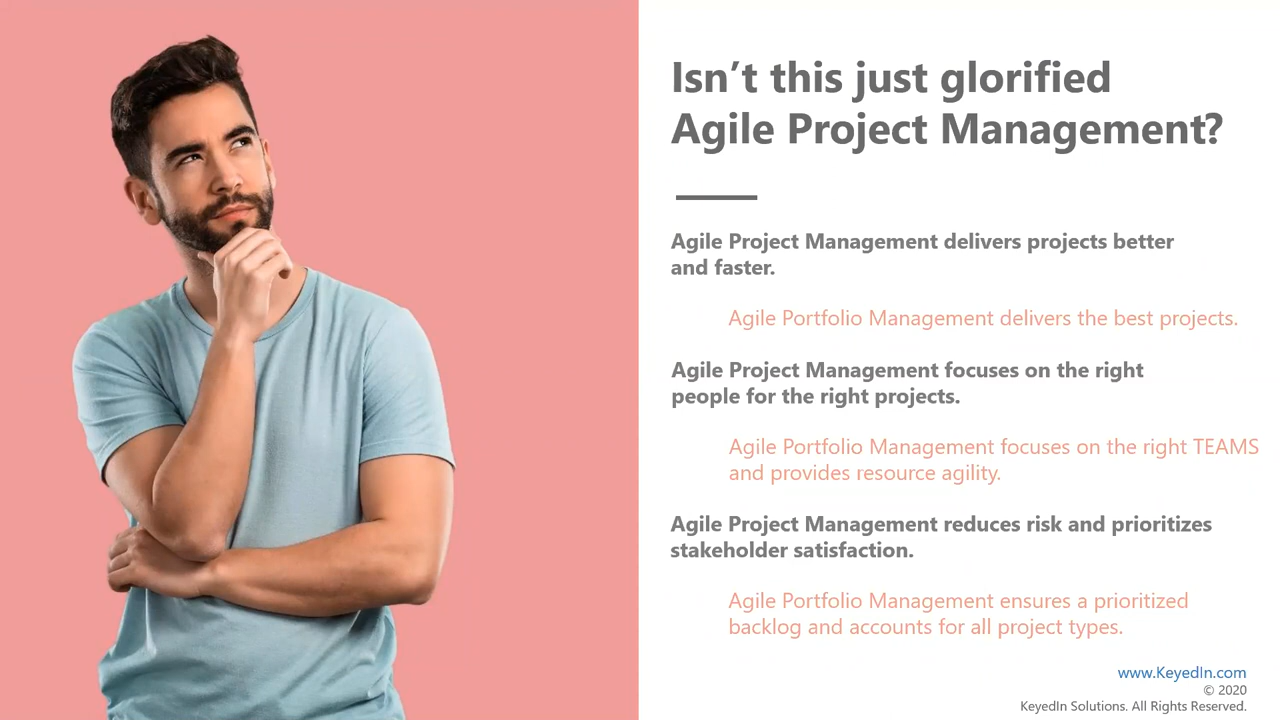 Isn’t this just glorified
Agile Project Management?
Agile Project Management delivers projects better
and faster.
Agile Portfolio Management delivers the best projects.
Agile Project Management focuses on the right
people for the right projects.
Agile Portfolio Management focuses on the right TEAMS
and provides resource agility.
Agile Project Management reduces risk and prioritizes
stakeholder satisfaction.
Agile Portfolio Management ensures a prioritized
backlog and accounts for all project types.
www.KeyedIn.com
© 2020
KeyedIn Solutions. All Rights Reserved.